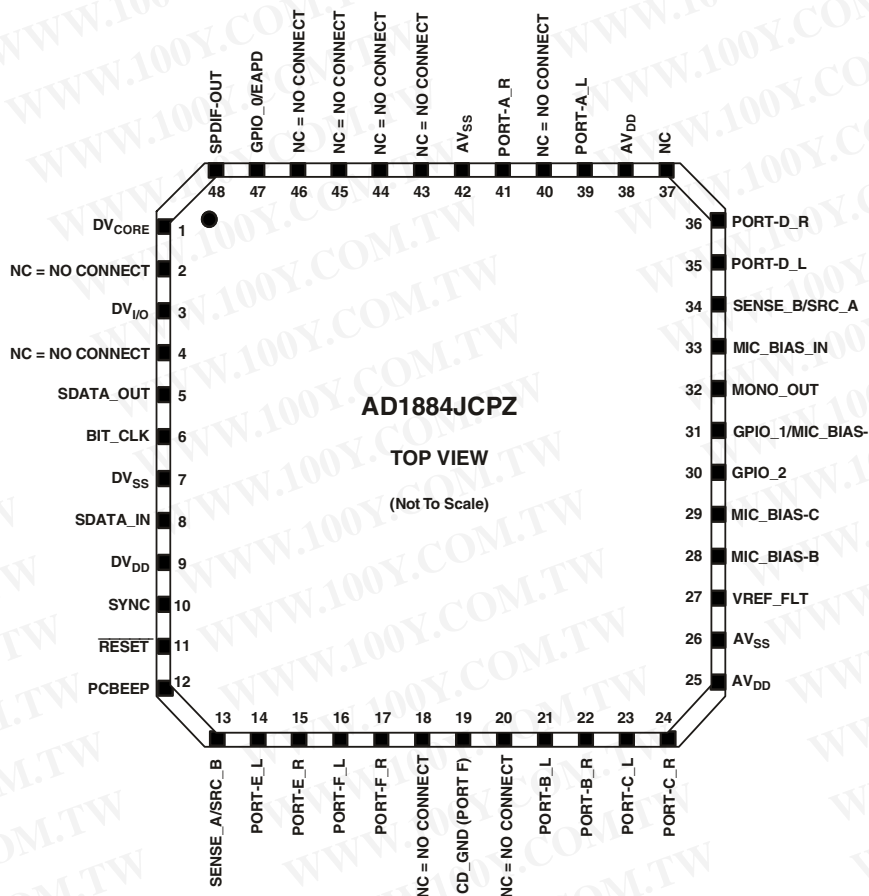 SPDIF-OUT
GPIO_0/EAPD
NC = NO CONNECT
NC = NO CONNECT
NC = NO CONNECT
NC = NO CONNECT
AVSS
PORT-A_R
NC = NO CONNECT
PORT-A_L
AVDD
NC
48 47 46 45 44 43 42 41 40 39 38 37
DVCORE 1
NC = NO CONNECT 2
DVI/O 3
NC = NO CONNECT 4
SDATA_OUT 5
BIT_CLK 6
DVSS 7
SDATA_IN 8
DVDD 9
SYNC 10
RESET 11
PCBEEP 12
AD1884JCPZ
TOP VIEW
(Not To Scale)
36 PORT-D_R
35 PORT-D_L
34 SENSE_B/SRC_A
33 MIC_BIAS_IN
32 MONO_OUT
31 GPIO_1/MIC_BIAS-
30 GPIO_2
29 MIC_BIAS-C
28 MIC_BIAS-B
27 VREF_FLT
26 AVSS
25 AVDD
13 14 15 16 17 18 19 20 21 22 23 24
SENSE_A/SRC_B
PORT-E_L
PORT-E_R
PORT-F_L
PORT-F_R
NC = NO CONNECT
CD_GND (PORT F)
NC = NO CONNECT
PORT-B_L
PORT-B_R
PORT-C_L
PORT-C_R
WWW.100Y.COM.TW